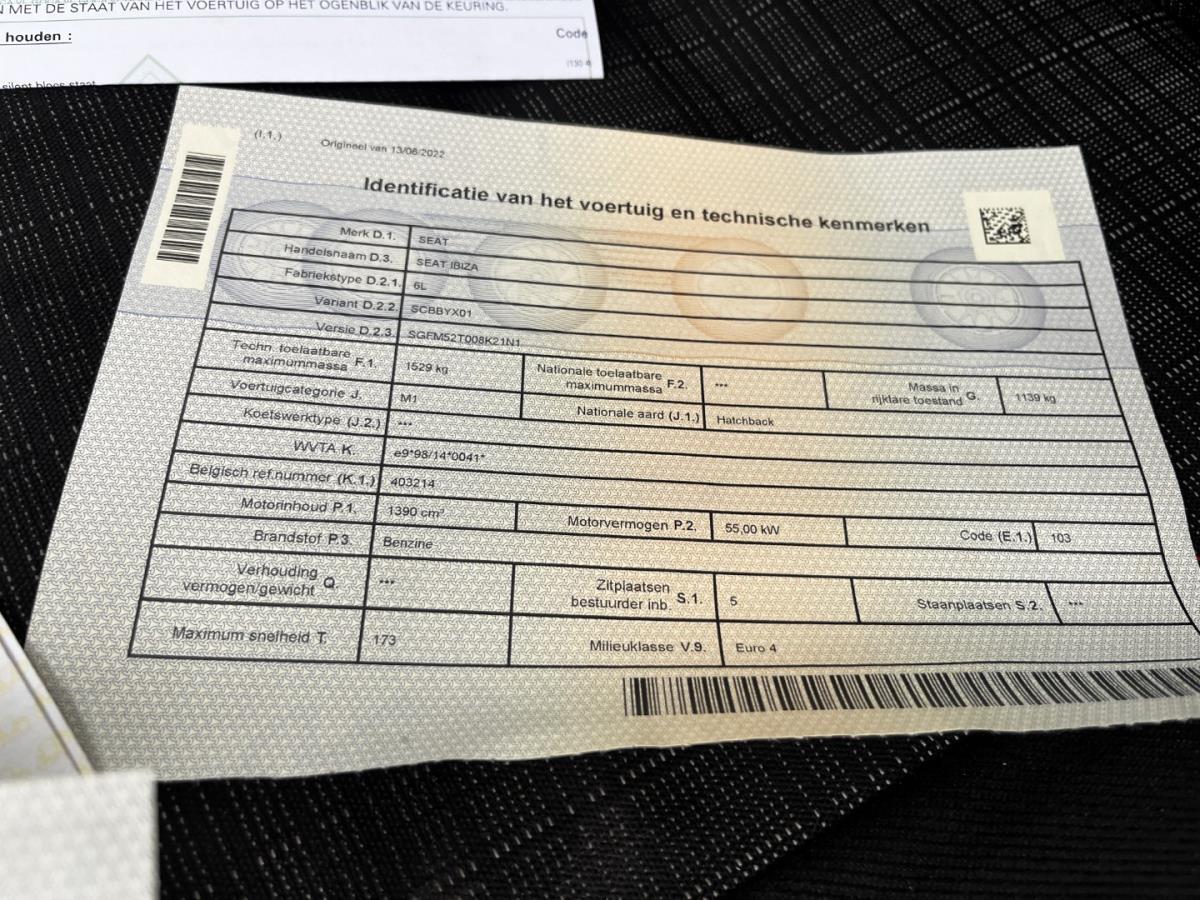 MET DE STAAT VAN HET VOERTUIG OP HET OGENBLIK VAN DE KEURING.
houden :
Code
silent blocs staat
(I.1.)
Origineel van 13/06/2022
Identificatie van het voertuig en technische kenmerken
Merk D.1. SEAT
Handelsnaam D.3. SEAT IBIZA
Fabriekstype D.2.1. 6L
Variant D.2.2. SCBBYX01
Versie D.2.3. SGFM52T008K21N1
Techn. toelaatbare maximummassa F.1. 1529 kg Nationale toelaatbare maximummassa F.2. *** Massa in rijklare toestand G. 1139 kg
Voertuigcategorie J. M1 Nationale aard (J.1.) Hatchback
Koetswerktype (J.2.) ***
WVTA K. e9*98/14*0041*
Belgisch ref.nummer (K.1.) 403214
Motorinhoud P.1. 1390 cm³ Motorvermogen P.2. 55,00 kW Code (E.1.) 103
Brandstof P.3. Benzine
Verhouding vermogen/gewicht Q. *** Zitplaatsen bestuurder inb. S.1. 5 Staanplaatsen S.2. ***
Maximum snelheid T. 173 Milieuklasse V.9. Euro 4